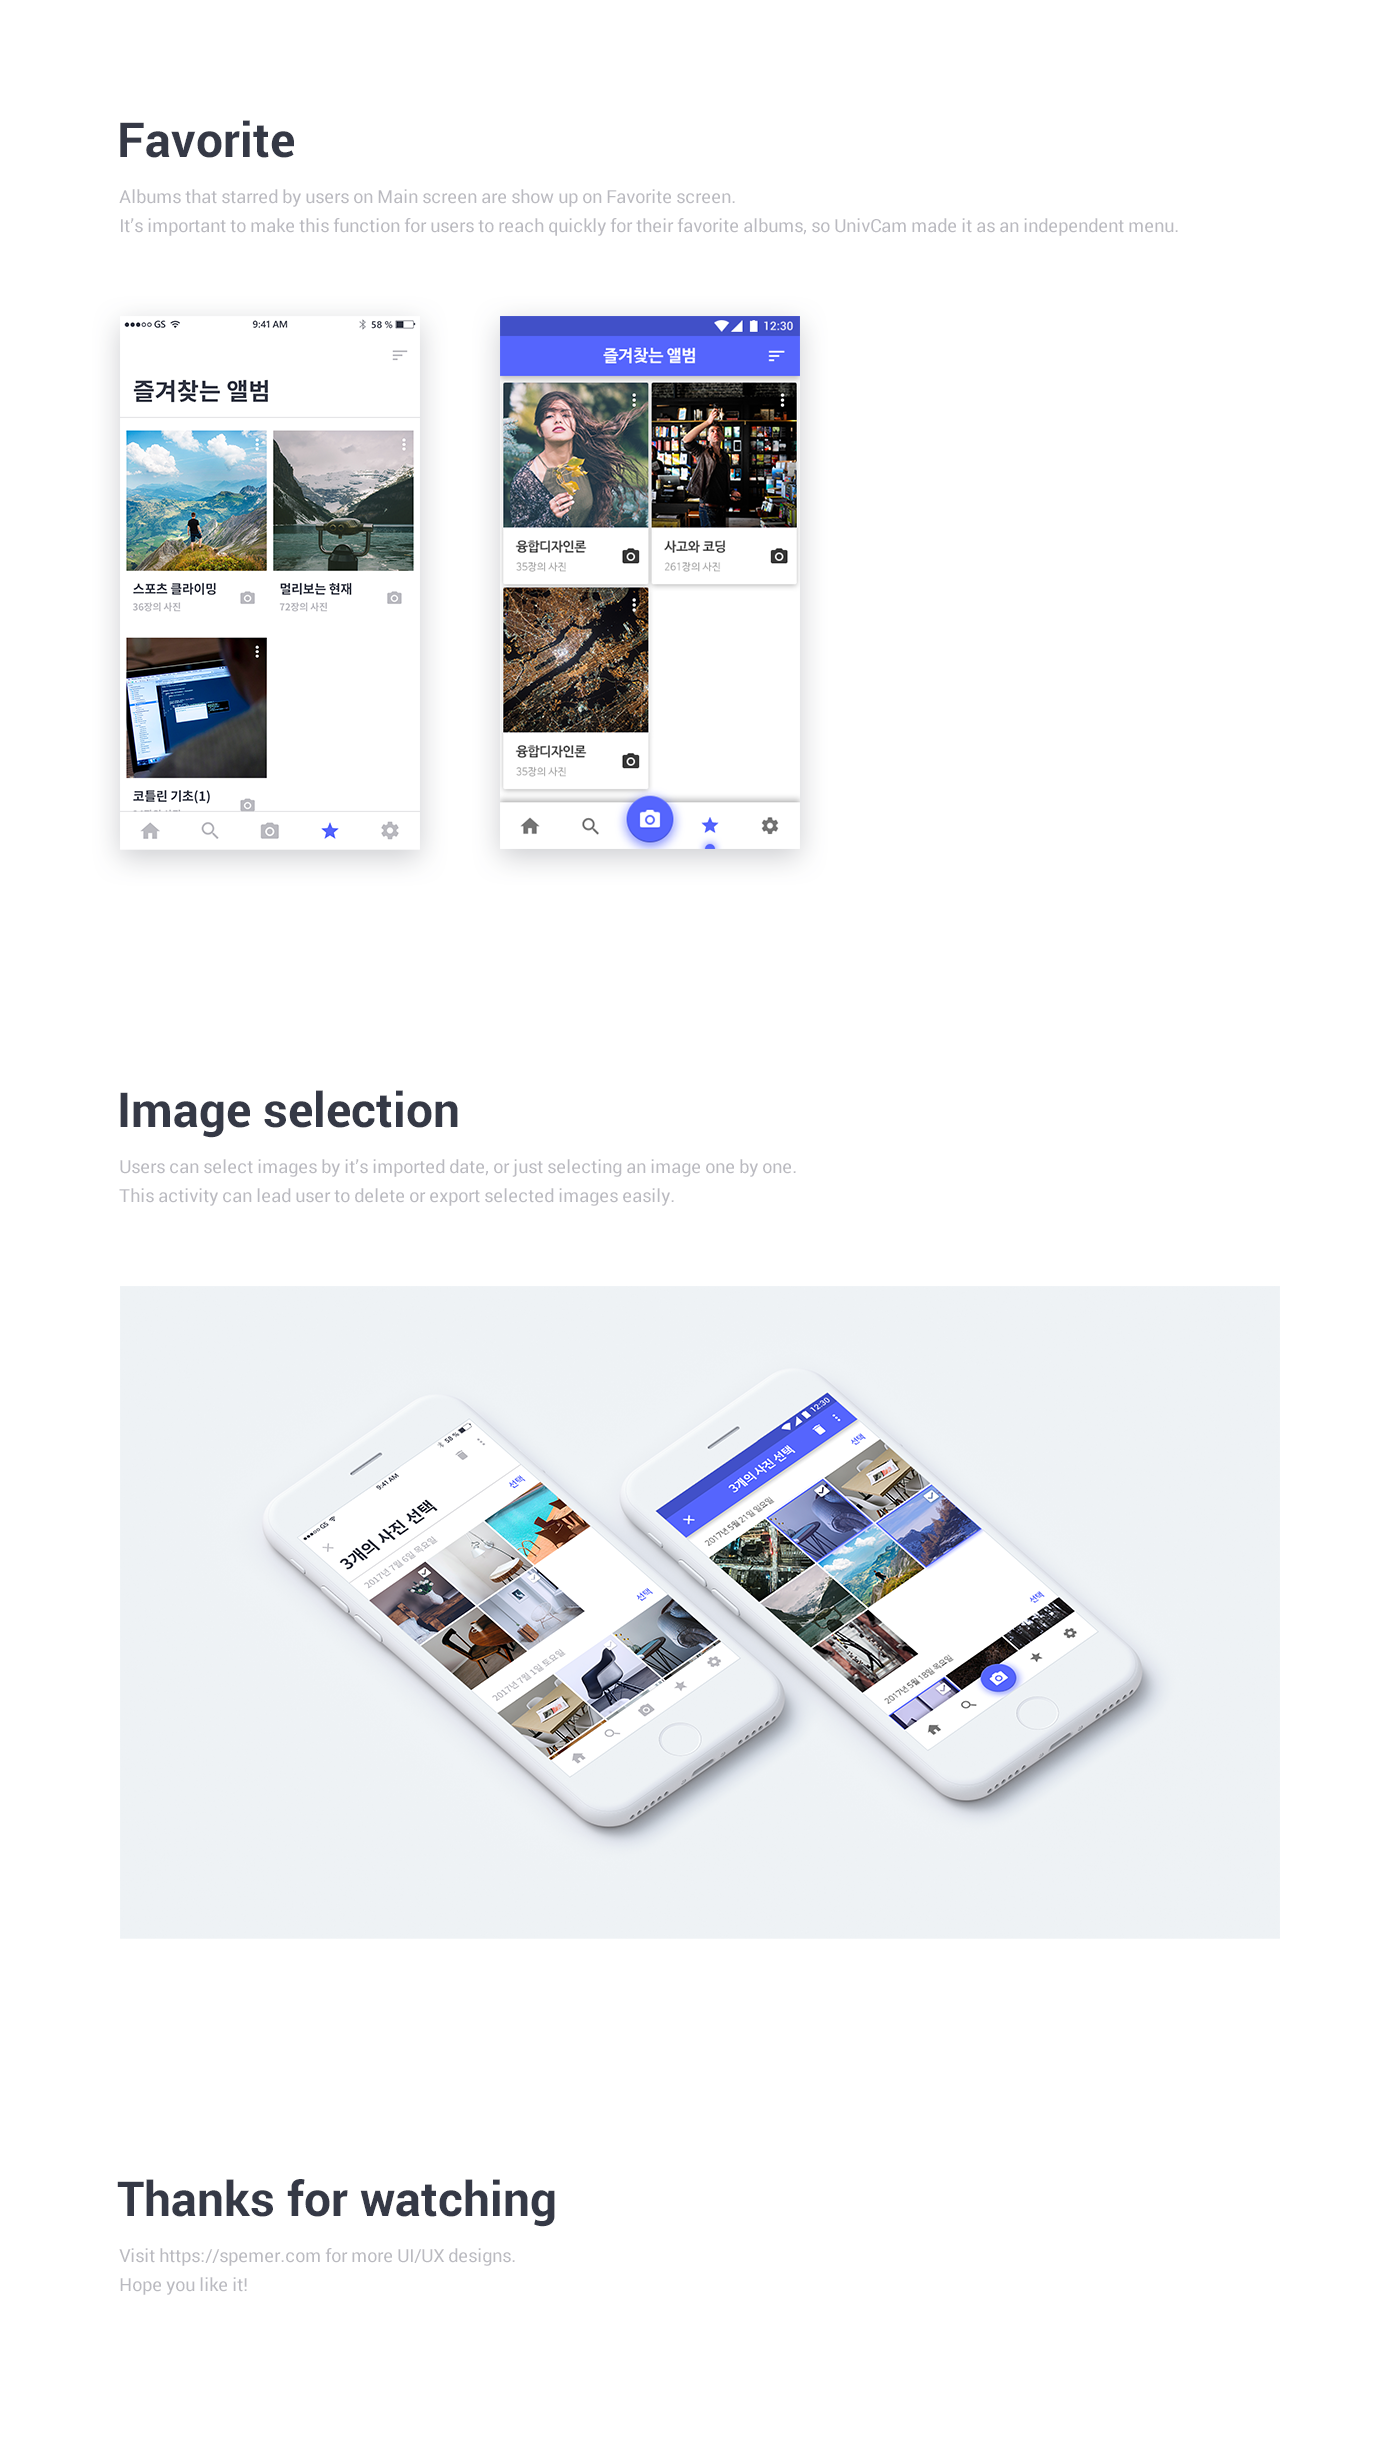 Favorite
Albums that starred by users on Main screen are show up on Favorite screen.
It's important to make this function for users to reach quickly for their favorite albums, so UnivCam made it as an independent menu.
GS 9:41 AM 58 %
즐겨찾는 앨범
스포츠 클라이밍
36장의 사진
멀리보는 현재
72장의 사진
코틀린 기초(1)
12:30
즐겨찾는 앨범
융합디자인론
35장의 사진
사고와 코딩
261장의 사진
융합디자인론
35장의 사진
Image selection
Users can select images by it's imported date, or just selecting an image one by one.
This activity can lead user to delete or export selected images easily.
GS 9:41 AM 58 %
3개의 사진 선택
2017년 7월 6일 목요일 선택
2017년 7월 1일 토요일 선택
12:30
3개의 사진 선택
2017년 5월 21일 일요일 선택
2017년 5월 18일 목요일 선택
Thanks for watching
Visit https://spemer.com for more UI/UX designs.
Hope you like it!